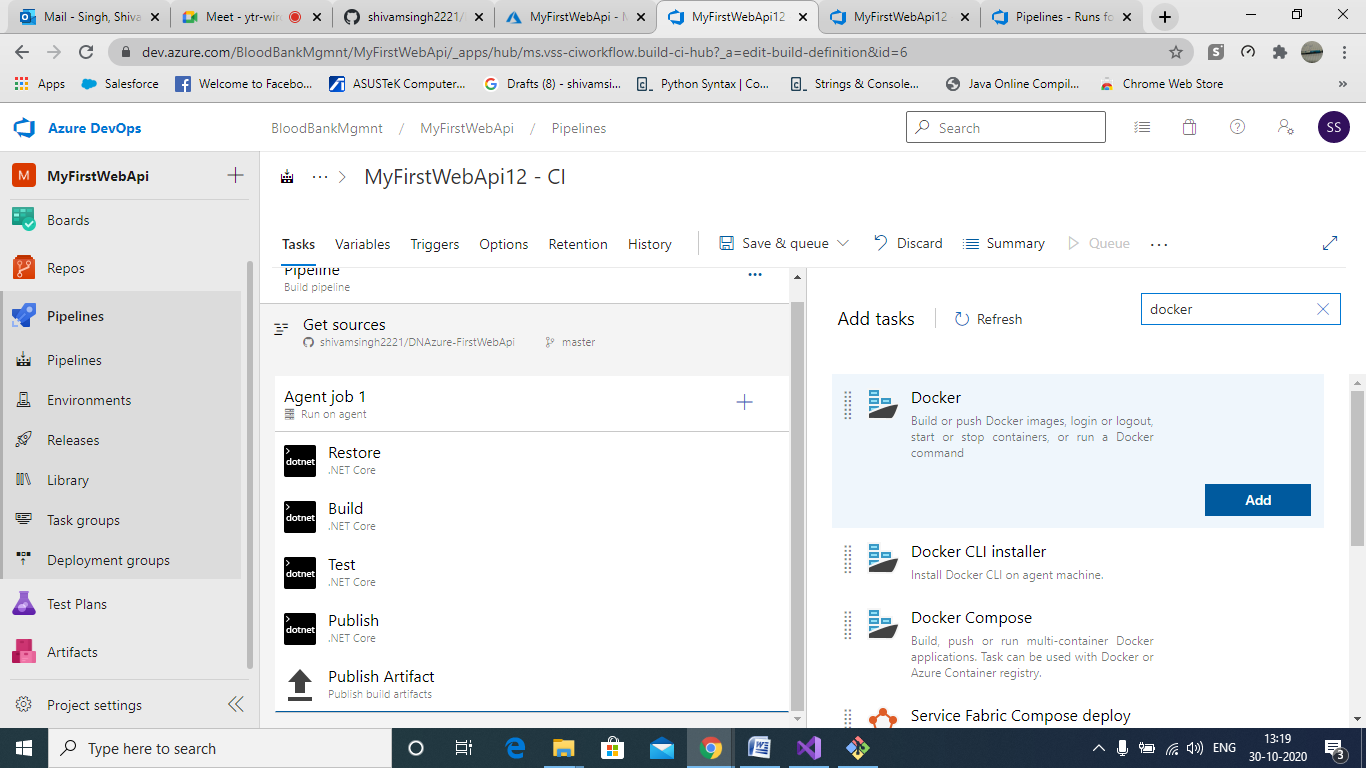 Mail - Singh, Shiva
Meet - ytr-win
shivamsingh2221/
MyFirstWebApi - M
MyFirstWebApi12
MyFirstWebApi12
Pipelines - Runs fo
dev.azure.com/BloodBankMgmnt/MyFirstWebApi/_apps/hub/ms.vss-ciworkflow.build-ci-hub?_a=edit-build-definition&id=6
Apps
Salesforce
Welcome to Facebo...
ASUSTeK Computer...
Drafts (8) - shivamsi...
Python Syntax | Co...
Strings & Console...
Java Online Compil...
Chrome Web Store
»
Azure DevOps
BloodBankMgmnt / MyFirstWebApi / Pipelines
Search
SS
M MyFirstWebApi
Boards
Repos
Pipelines
Pipelines
Environments
Releases
Library
Task groups
Deployment groups
Test Plans
Artifacts
Project settings
··· > MyFirstWebApi12 - CI
Tasks Variables Triggers Options Retention History
Save & queue Discard Summary Queue ···
Pipeline
Build pipeline
Get sources
shivamsingh2221/DNAzure-FirstWebApi master
Agent job 1
Run on agent
dotnet Restore
.NET Core
dotnet Build
.NET Core
dotnet Test
.NET Core
dotnet Publish
.NET Core
Publish Artifact
Publish build artifacts
Add tasks Refresh
docker
Docker
Build or push Docker images, login or logout,
start or stop containers, or run a Docker
command
Add
Docker CLI installer
Install Docker CLI on agent machine.
Docker Compose
Build, push or run multi-container Docker
applications. Task can be used with Docker or
Azure Container registry.
Service Fabric Compose deploy
Type here to search
ENG
13:19
30-10-2020
3